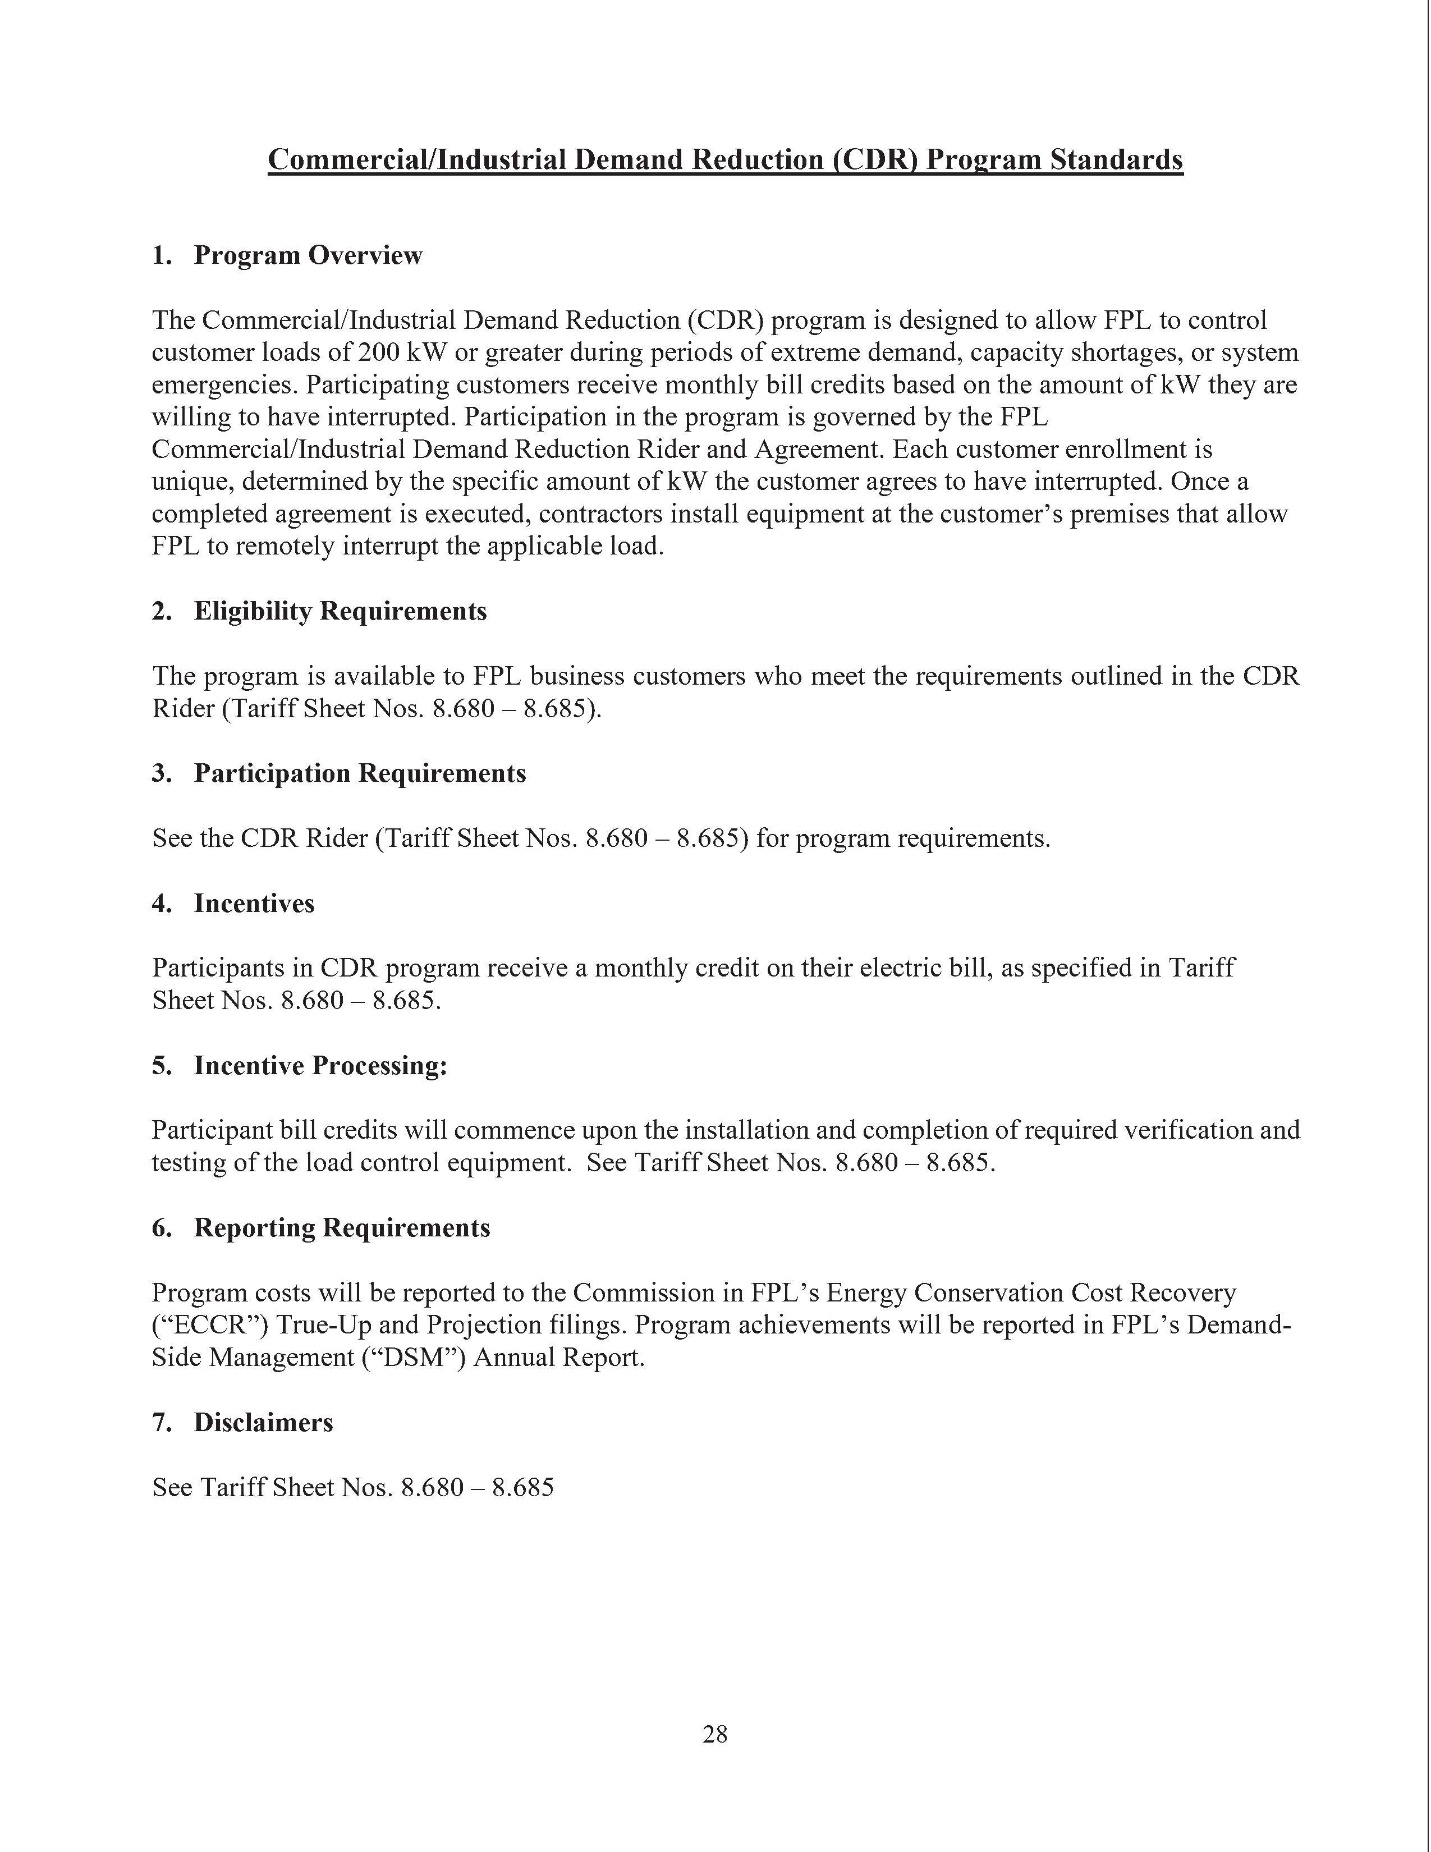 Commercial/Industrial Demand Reduction (CDR) Program Standards
1. Program Overview
The Commercial/Industrial Demand Reduction (CDR) program is designed to allow FPL to control
customer loads of 200 kW or greater during periods of extreme demand, capacity shortages, or system
emergencies. Participating customers receive monthly bill credits based on the amount of kW they are
willing to have interrupted. Participation in the program is governed by the FPL
Commercial/Industrial Demand Reduction Rider and Agreement. Each customer enrollment is
unique, determined by the specific amount of kW the customer agrees to have interrupted. Once a
completed agreement is executed, contractors install equipment at the customer’s premises that allow
FPL to remotely interrupt the applicable load.
2. Eligibility Requirements
The program is available to FPL business customers who meet the requirements outlined in the CDR
Rider (Tariff Sheet Nos. 8.680 – 8.685).
3. Participation Requirements
See the CDR Rider (Tariff Sheet Nos. 8.680 – 8.685) for program requirements.
4. Incentives
Participants in CDR program receive a monthly credit on their electric bill, as specified in Tariff
Sheet Nos. 8.680 – 8.685.
5. Incentive Processing:
Participant bill credits will commence upon the installation and completion of required verification and
testing of the load control equipment.  See Tariff Sheet Nos. 8.680 – 8.685.
6. Reporting Requirements
Program costs will be reported to the Commission in FPL’s Energy Conservation Cost Recovery
(“ECCR”) True-Up and Projection filings. Program achievements will be reported in FPL’s Demand-
Side Management (“DSM”) Annual Report.
7. Disclaimers
See Tariff Sheet Nos. 8.680 – 8.685
28